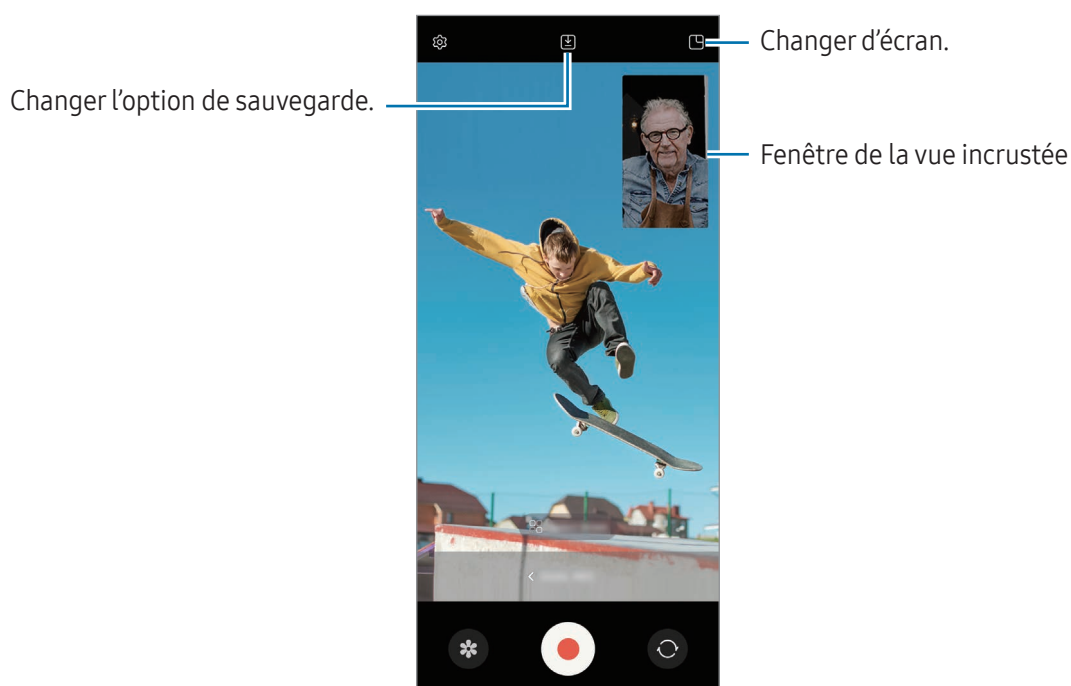 Changer d'écran.
Changer l'option de sauvegarde.
Fenêtre de la vue incrustée